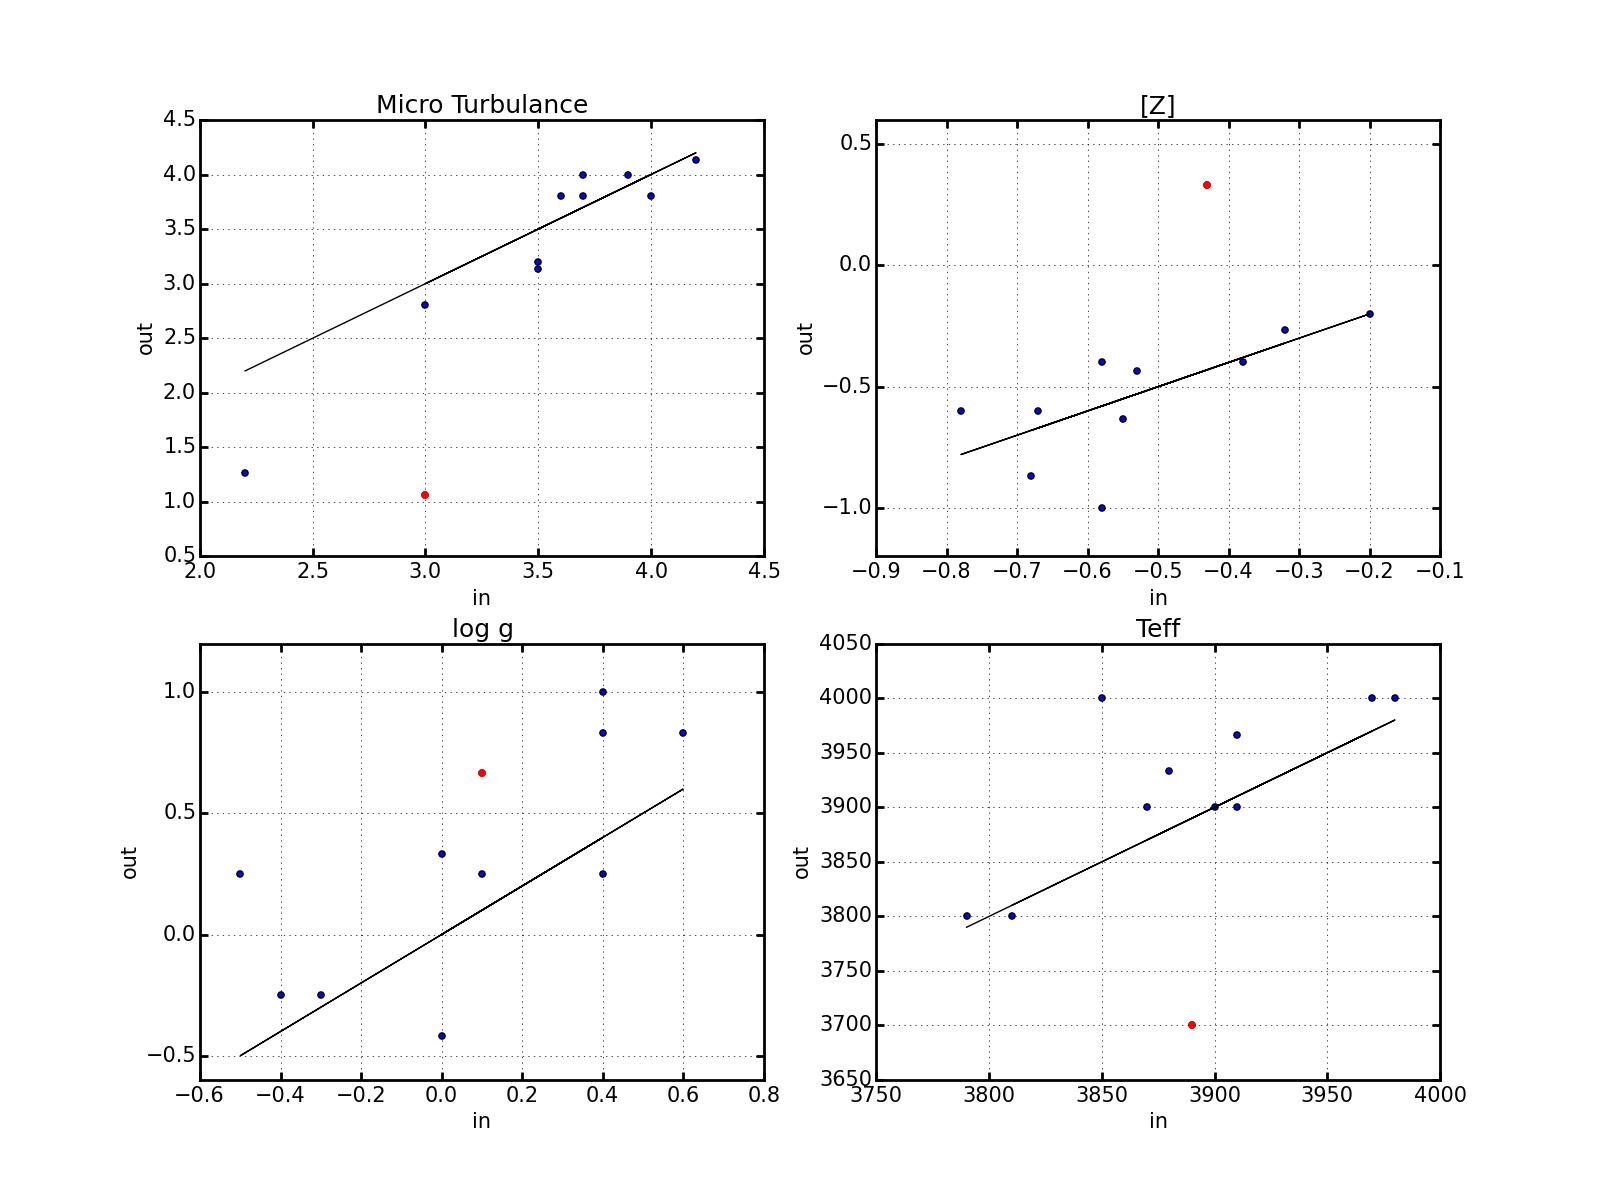 Micro Turbulance
4.5
4.0
3.5
3.0
2.5
2.0
1.5
1.0
0.5
out
2.0 2.5 3.0 3.5 4.0 4.5
in
[Z]
0.5
0.0
−0.5
−1.0
out
−0.9 −0.8 −0.7 −0.6 −0.5 −0.4 −0.3 −0.2 −0.1
in
log g
1.0
0.5
0.0
−0.5
out
−0.6 −0.4 −0.2 0.0 0.2 0.4 0.6 0.8
in
Teff
4050
4000
3950
3900
3850
3800
3750
3700
3650
out
3750 3800 3850 3900 3950 4000
in